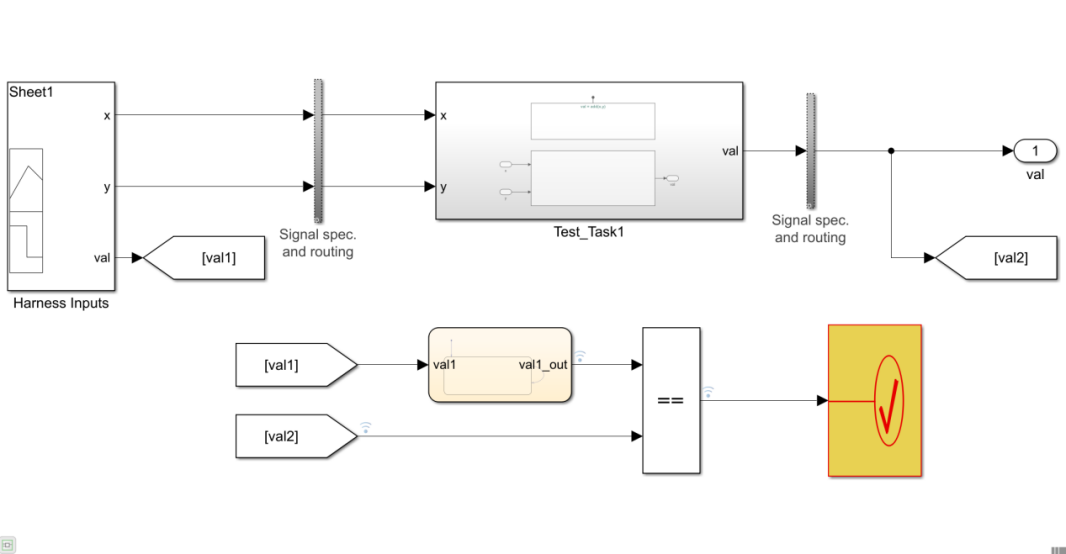 Sheet1
x
y
val
Harness Inputs
[val1]
Signal spec.
and routing
x
y
val
Test_Task1
Signal spec.
and routing
1
val
[val2]
[val1]
val1
val1_out
[val2]
==